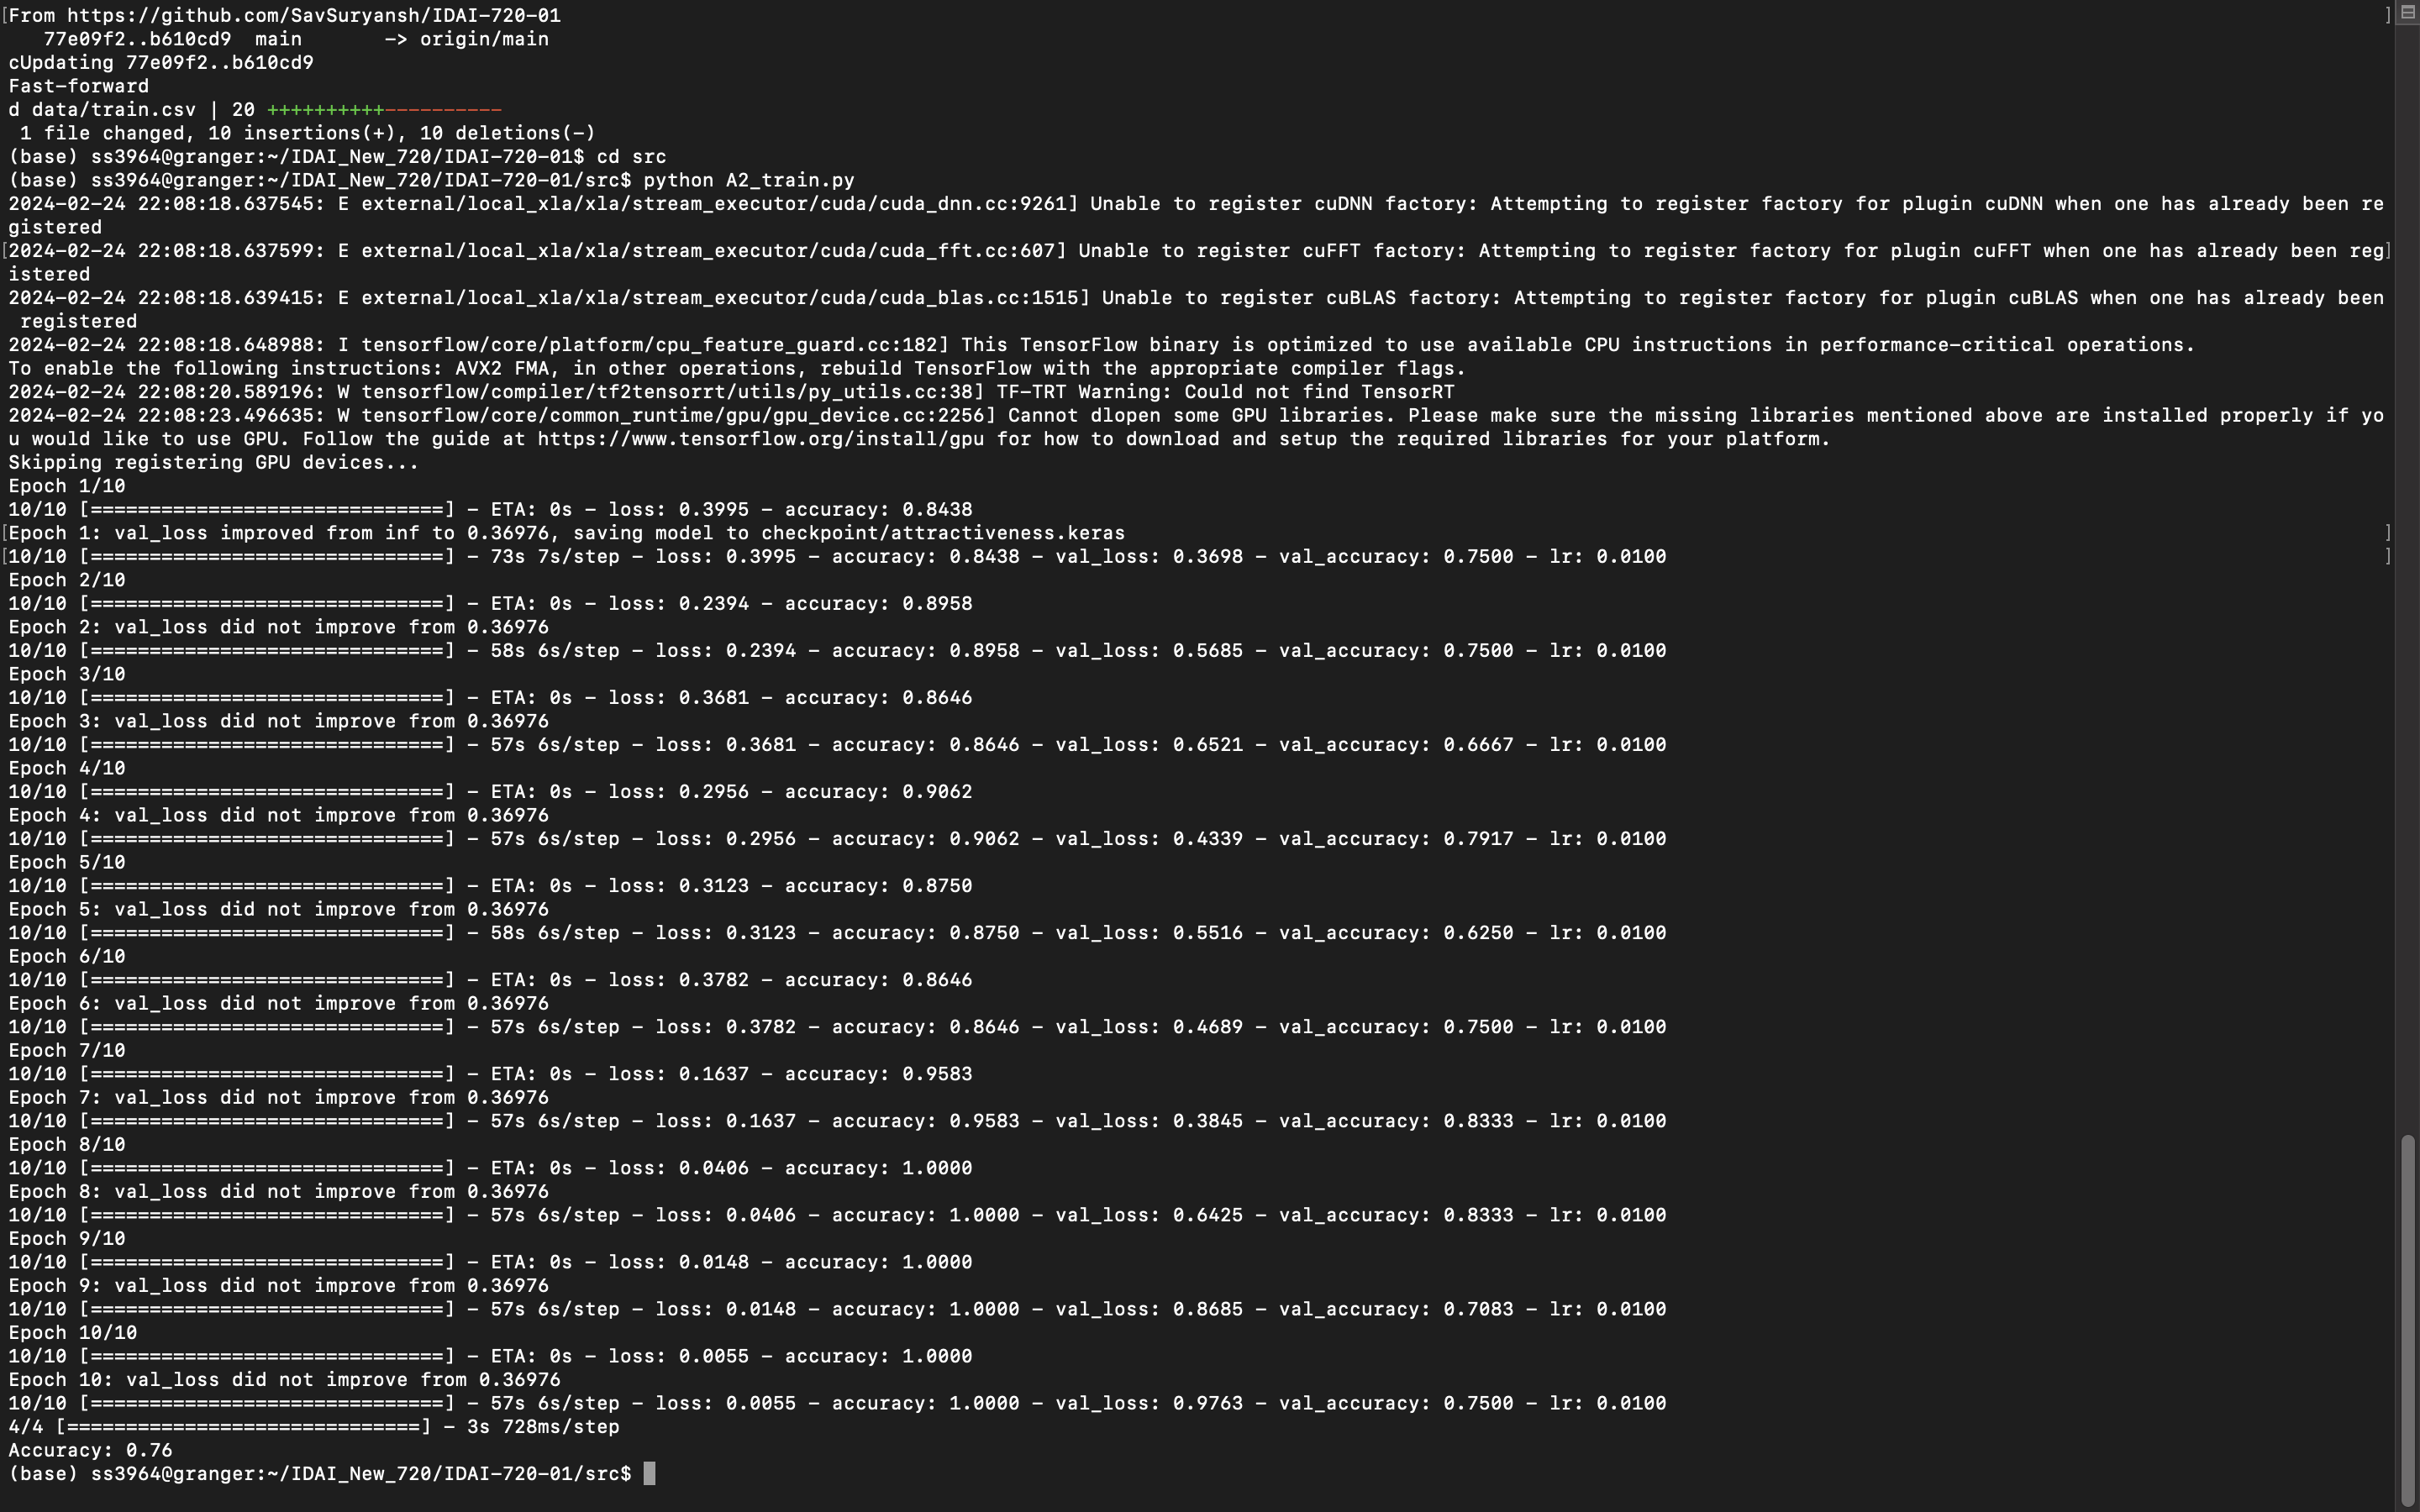 [From https://github.com/SavSuryansh/IDAI-720-01 ]
   77e09f2..b610cd9  main       -> origin/main
cUpdating 77e09f2..b610cd9
Fast-forward
d data/train.csv | 20 ++++++++++----------
 1 file changed, 10 insertions(+), 10 deletions(-)
(base) ss3964@granger:~/IDAI_New_720/IDAI-720-01$ cd src
(base) ss3964@granger:~/IDAI_New_720/IDAI-720-01/src$ python A2_train.py
2024-02-24 22:08:18.637545: E external/local_xla/xla/stream_executor/cuda/cuda_dnn.cc:9261] Unable to register cuDNN factory: Attempting to register factory for plugin cuDNN when one has already been re
gistered
[2024-02-24 22:08:18.637599: E external/local_xla/xla/stream_executor/cuda/cuda_fft.cc:607] Unable to register cuFFT factory: Attempting to register factory for plugin cuFFT when one has already been reg]
istered
2024-02-24 22:08:18.639415: E external/local_xla/xla/stream_executor/cuda/cuda_blas.cc:1515] Unable to register cuBLAS factory: Attempting to register factory for plugin cuBLAS when one has already been
 registered
2024-02-24 22:08:18.648988: I tensorflow/core/platform/cpu_feature_guard.cc:182] This TensorFlow binary is optimized to use available CPU instructions in performance-critical operations.
To enable the following instructions: AVX2 FMA, in other operations, rebuild TensorFlow with the appropriate compiler flags.
2024-02-24 22:08:20.589196: W tensorflow/compiler/tf2tensorrt/utils/py_utils.cc:38] TF-TRT Warning: Could not find TensorRT
2024-02-24 22:08:23.496635: W tensorflow/core/common_runtime/gpu/gpu_device.cc:2256] Cannot dlopen some GPU libraries. Please make sure the missing libraries mentioned above are installed properly if yo
u would like to use GPU. Follow the guide at https://www.tensorflow.org/install/gpu for how to download and setup the required libraries for your platform.
Skipping registering GPU devices...
Epoch 1/10
10/10 [==============================] - ETA: 0s - loss: 0.3995 - accuracy: 0.8438
[Epoch 1: val_loss improved from inf to 0.36976, saving model to checkpoint/attractiveness.keras ]
[10/10 [==============================] - 73s 7s/step - loss: 0.3995 - accuracy: 0.8438 - val_loss: 0.3698 - val_accuracy: 0.7500 - lr: 0.0100 ]
Epoch 2/10
10/10 [==============================] - ETA: 0s - loss: 0.2394 - accuracy: 0.8958
Epoch 2: val_loss did not improve from 0.36976
10/10 [==============================] - 58s 6s/step - loss: 0.2394 - accuracy: 0.8958 - val_loss: 0.5685 - val_accuracy: 0.7500 - lr: 0.0100
Epoch 3/10
10/10 [==============================] - ETA: 0s - loss: 0.3681 - accuracy: 0.8646
Epoch 3: val_loss did not improve from 0.36976
10/10 [==============================] - 57s 6s/step - loss: 0.3681 - accuracy: 0.8646 - val_loss: 0.6521 - val_accuracy: 0.6667 - lr: 0.0100
Epoch 4/10
10/10 [==============================] - ETA: 0s - loss: 0.2956 - accuracy: 0.9062
Epoch 4: val_loss did not improve from 0.36976
10/10 [==============================] - 57s 6s/step - loss: 0.2956 - accuracy: 0.9062 - val_loss: 0.4339 - val_accuracy: 0.7917 - lr: 0.0100
Epoch 5/10
10/10 [==============================] - ETA: 0s - loss: 0.3123 - accuracy: 0.8750
Epoch 5: val_loss did not improve from 0.36976
10/10 [==============================] - 58s 6s/step - loss: 0.3123 - accuracy: 0.8750 - val_loss: 0.5516 - val_accuracy: 0.6250 - lr: 0.0100
Epoch 6/10
10/10 [==============================] - ETA: 0s - loss: 0.3782 - accuracy: 0.8646
Epoch 6: val_loss did not improve from 0.36976
10/10 [==============================] - 57s 6s/step - loss: 0.3782 - accuracy: 0.8646 - val_loss: 0.4689 - val_accuracy: 0.7500 - lr: 0.0100
Epoch 7/10
10/10 [==============================] - ETA: 0s - loss: 0.1637 - accuracy: 0.9583
Epoch 7: val_loss did not improve from 0.36976
10/10 [==============================] - 57s 6s/step - loss: 0.1637 - accuracy: 0.9583 - val_loss: 0.3845 - val_accuracy: 0.8333 - lr: 0.0100
Epoch 8/10
10/10 [==============================] - ETA: 0s - loss: 0.0406 - accuracy: 1.0000
Epoch 8: val_loss did not improve from 0.36976
10/10 [==============================] - 57s 6s/step - loss: 0.0406 - accuracy: 1.0000 - val_loss: 0.6425 - val_accuracy: 0.8333 - lr: 0.0100
Epoch 9/10
10/10 [==============================] - ETA: 0s - loss: 0.0148 - accuracy: 1.0000
Epoch 9: val_loss did not improve from 0.36976
10/10 [==============================] - 57s 6s/step - loss: 0.0148 - accuracy: 1.0000 - val_loss: 0.8685 - val_accuracy: 0.7083 - lr: 0.0100
Epoch 10/10
10/10 [==============================] - ETA: 0s - loss: 0.0055 - accuracy: 1.0000
Epoch 10: val_loss did not improve from 0.36976
10/10 [==============================] - 57s 6s/step - loss: 0.0055 - accuracy: 1.0000 - val_loss: 0.9763 - val_accuracy: 0.7500 - lr: 0.0100
4/4 [==============================] - 3s 728ms/step
Accuracy: 0.76
(base) ss3964@granger:~/IDAI_New_720/IDAI-720-01/src$